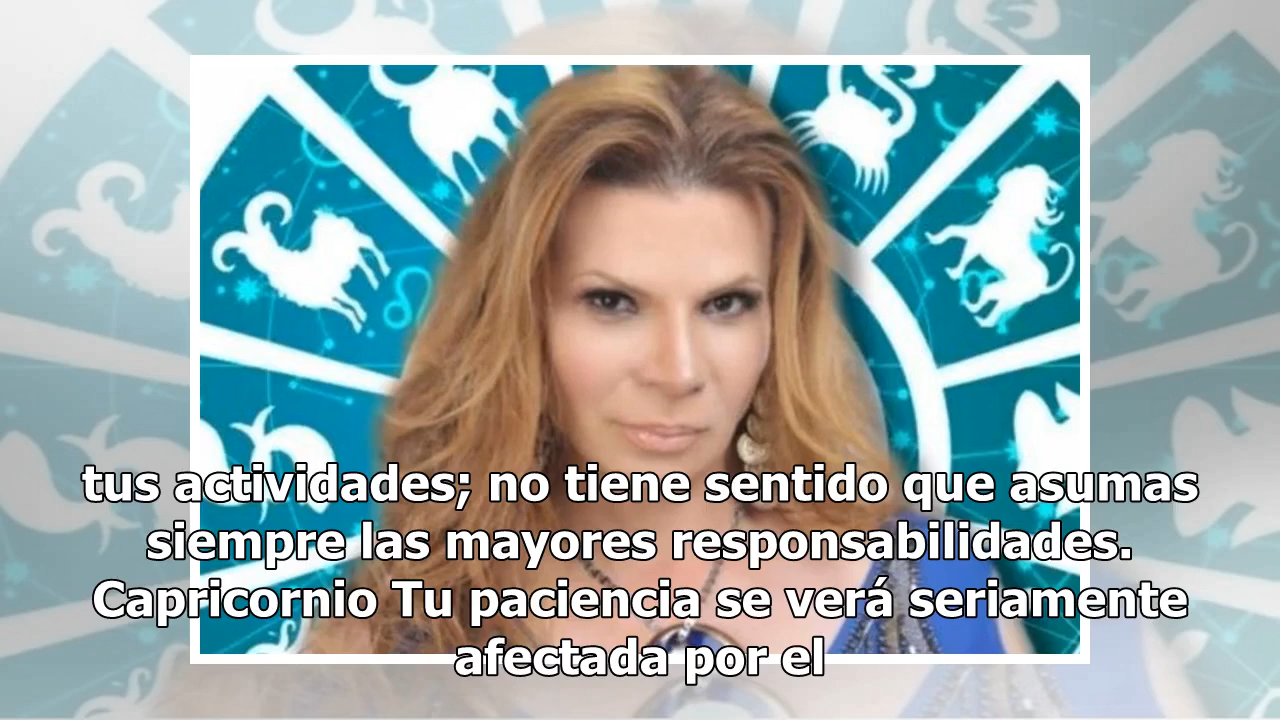 tus actividades; no tiene sentido que asumas
siempre las mayores responsabilidades.
Capricornio Tu paciencia se verá seriamente
afectada por el